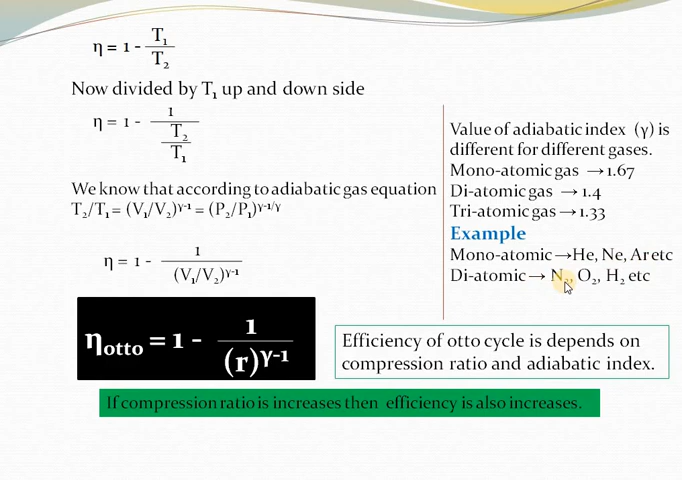 η = 1 - T₁/T₂
Now divided by T₁ up and down side
η = 1 - 1/(T₂/T₁)
We know that according to adiabatic gas equation
T₂/T₁ = (V₁/V₂)^γ-1 = (P₂/P₁)^γ-1/γ
η = 1 - 1/(V₁/V₂)^γ-1
ηotto = 1 - 1/(r)^γ-1
Value of adiabatic index (γ) is
different for different gases.
Mono-atomic gas →1.67
Di-atomic gas → 1.4
Tri-atomic gas →1.33
Example
Mono-atomic →He, Ne, Ar etc
Di-atomic → N₂, O₂, H₂ etc
Efficiency of otto cycle is depends on
compression ratio and adiabatic index.
If compression ratio is increases then efficiency is also increases.